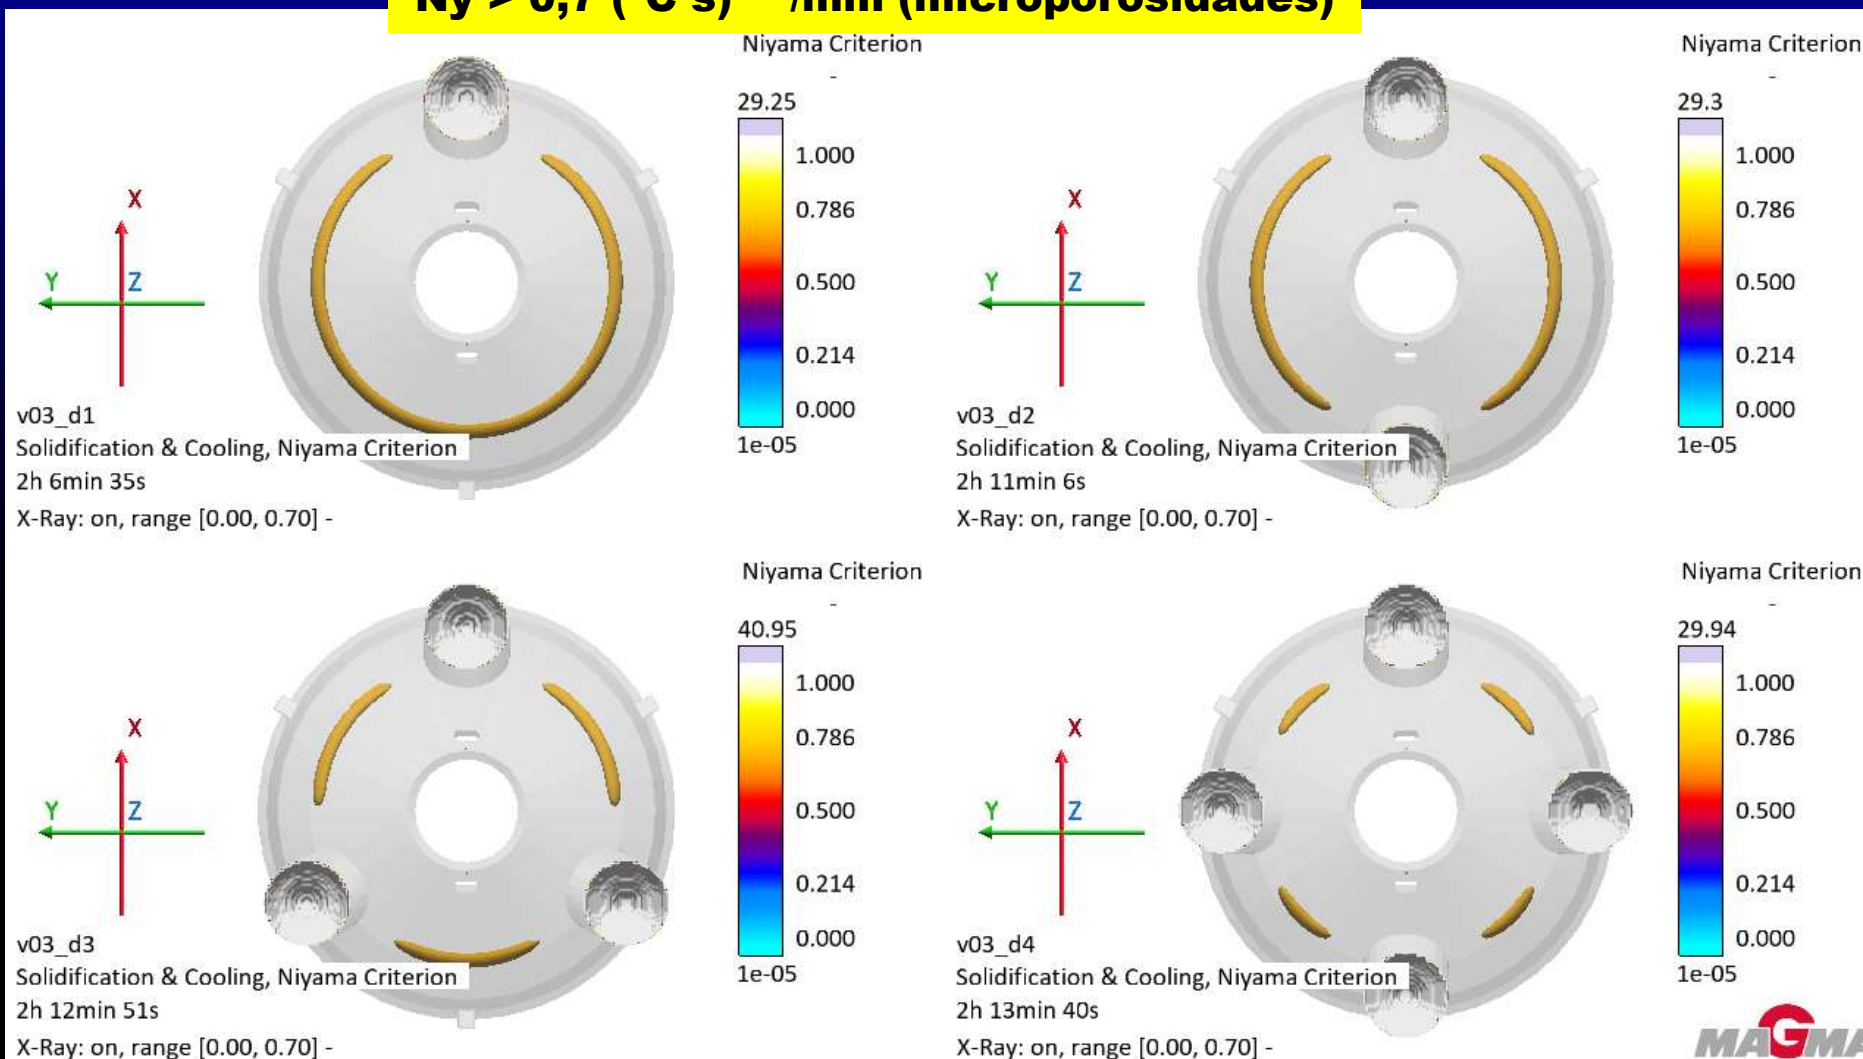 Ny > 0,7 (°C s) /mm (microporosidades)
Niyama Criterion
-
29.25
1.000
0.786
0.500
0.214
0.000
1e-05
X
Y
Z
v03_d1
Solidification & Cooling, Niyama Criterion
2h 6min 35s
X-Ray: on, range [0.00, 0.70] -
Niyama Criterion
-
29.3
1.000
0.786
0.500
0.214
0.000
1e-05
X
Y
Z
v03_d2
Solidification & Cooling, Niyama Criterion
2h 11min 6s
X-Ray: on, range [0.00, 0.70] -
Niyama Criterion
-
40.95
1.000
0.786
0.500
0.214
0.000
1e-05
X
Y
Z
v03_d3
Solidification & Cooling, Niyama Criterion
2h 12min 51s
X-Ray: on, range [0.00, 0.70] -
Niyama Criterion
-
29.94
1.000
0.786
0.500
0.214
0.000
1e-05
X
Y
Z
v03_d4
Solidification & Cooling, Niyama Criterion
2h 13min 40s
X-Ray: on, range [0.00, 0.70] -
MAGMA